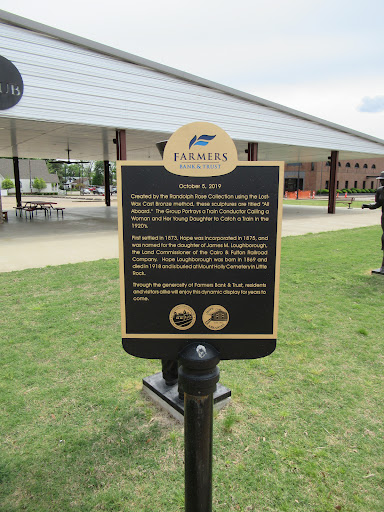 UB
FARMERS
BANK & TRUST
October 5, 2019
Created by the Randolph Rose Collection using the Lost-
Wax Cast Bronze method, these sculptures are titled "All
Aboard." The Group Portrays a Train Conductor Calling a
Woman and Her Young Daughter to Catch a Train in the
1920's.
First settled in 1873, Hope was incorporated in 1875, and
was named for the daughter of James M. Loughborough,
the Land Commissioner of the Cairo & Fulton Railroad
Company. Hope Loughborough was born in 1869 and
died in 1918 and is buried at Mount Holly Cemetery in Little
Rock.
Through the generosity of Farmers Bank & Trust, residents
and visitors alike will enjoy this dynamic display for years to
come.